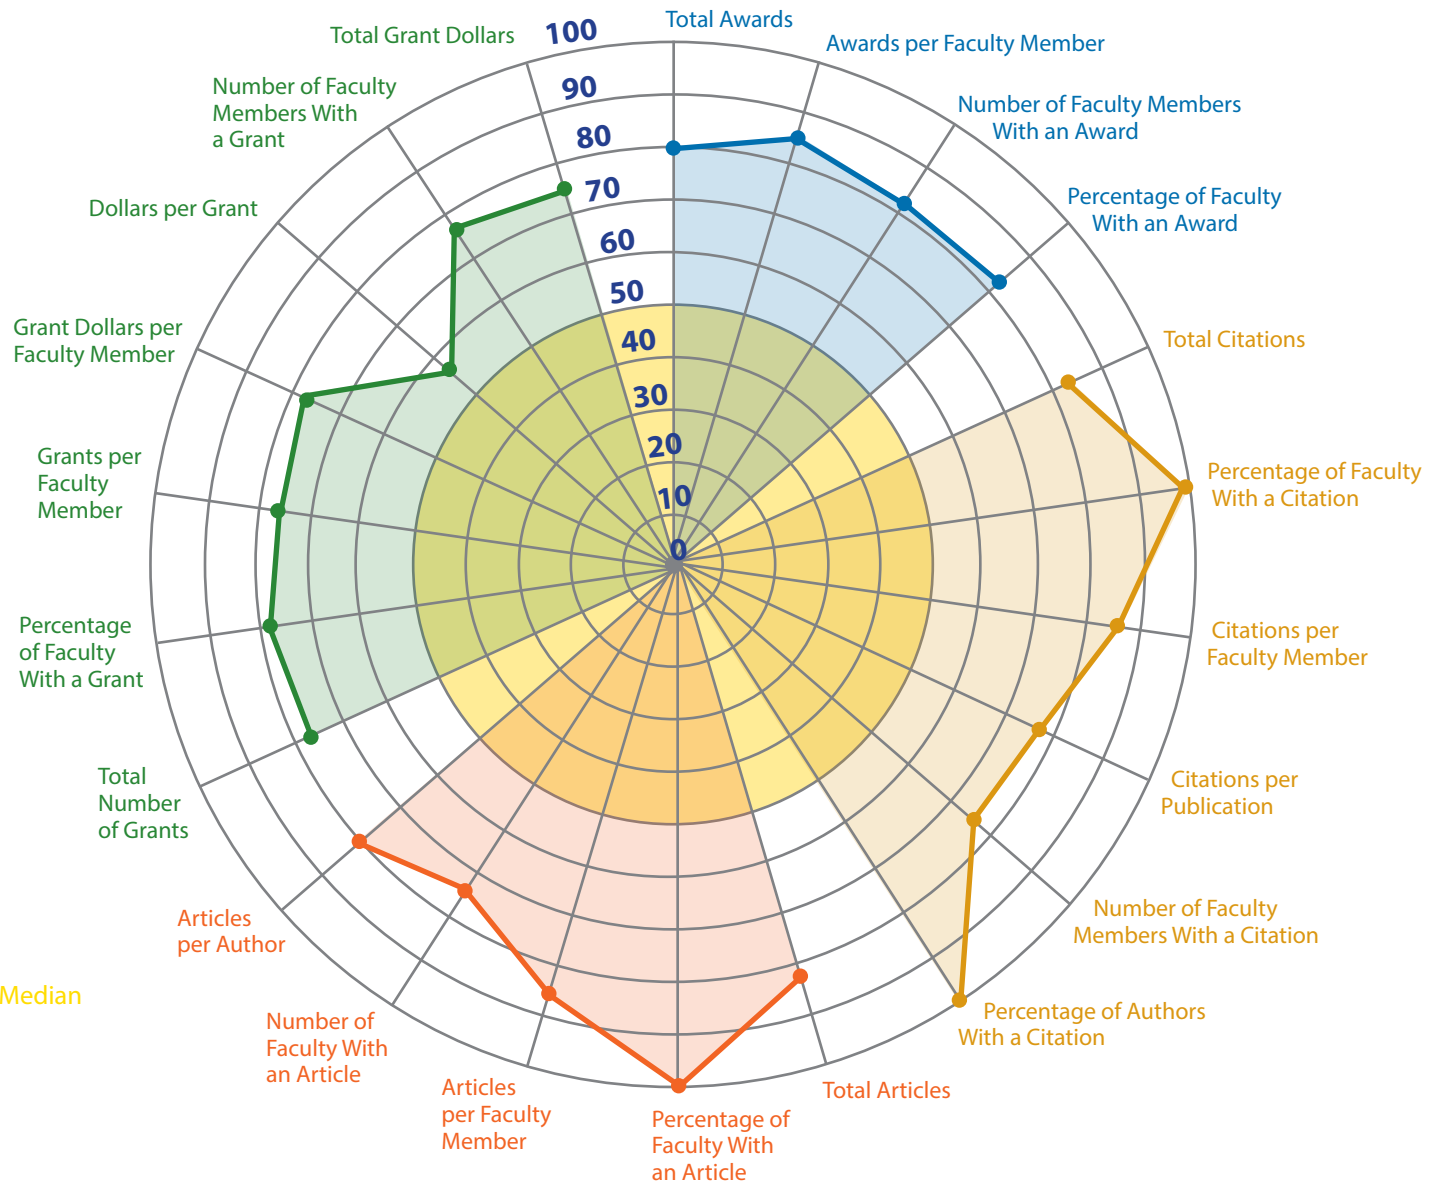 Total Awards
Awards per Faculty Member
Number of Faculty Members
With an Award
Percentage of Faculty
With an Award
Total Citations
Percentage of Faculty
With a Citation
Citations per
Faculty Member
Citations per
Publication
Number of Faculty
Members With a Citation
Percentage of Authors
With a Citation
Total Articles
Percentage of
Faculty With
an Article
Articles
per Faculty
Member
Number of
Faculty With
an Article
Articles
per Author
Total
Number
of Grants
Percentage
of Faculty
With a Grant
Grants per
Faculty
Member
Grant Dollars per
Faculty Member
Dollars per Grant
Number of Faculty
Members With
a Grant
Total Grant Dollars
100
90
80
70
60
50
40
30
20
10
0
Median